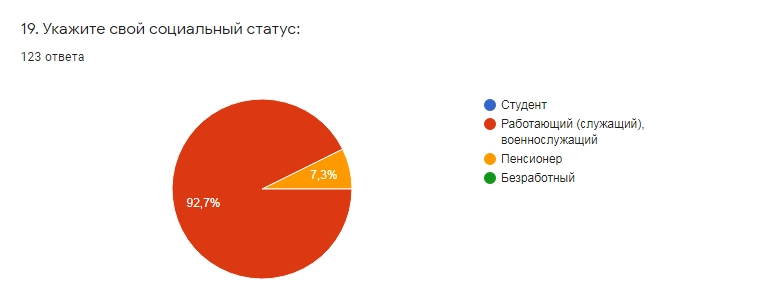 19. Укажите свой социальный статус:
123 ответа
Студент
Работающий (служащий),
военнослужащий
Пенсионер
Безработный
7,3%
92,7%